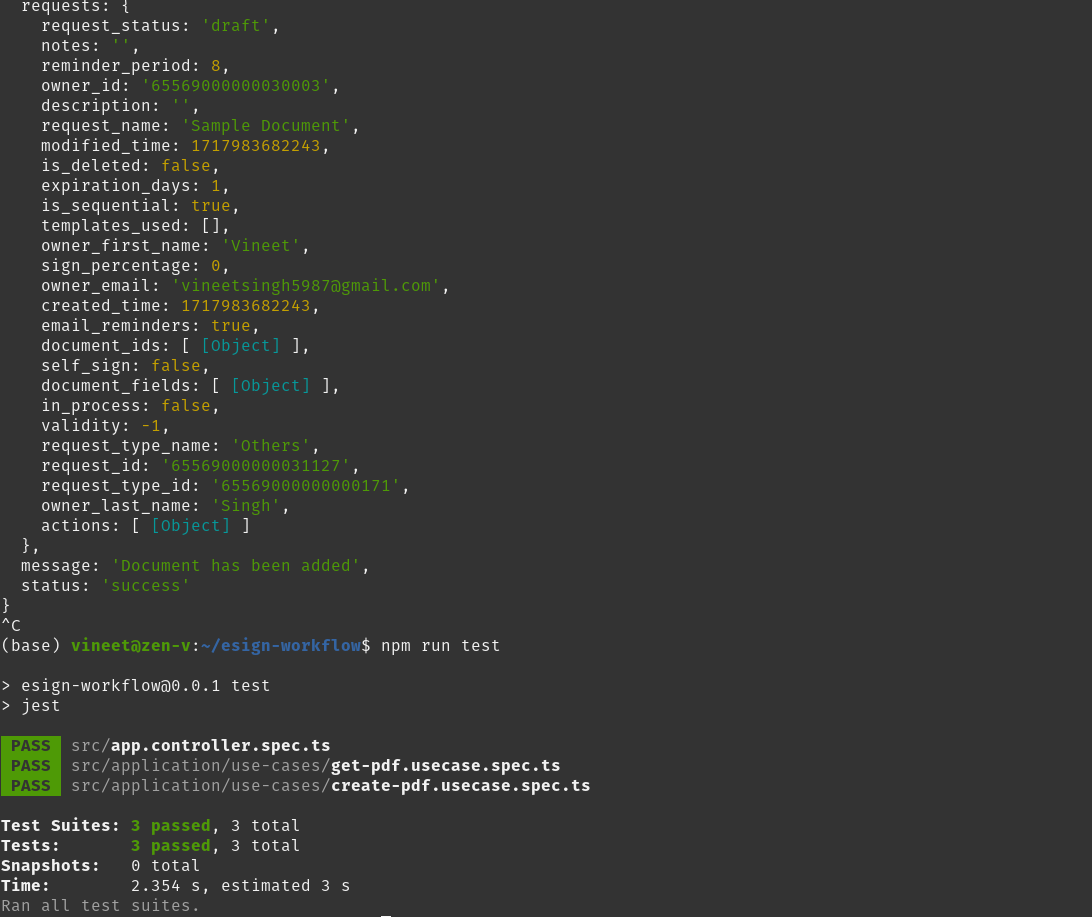 requests: {
request_status: 'draft',
notes: '',
reminder_period: 8,
owner_id: '65569000000030003',
description: '',
request_name: 'Sample Document',
modified_time: 1717983682243,
is_deleted: false,
expiration_days: 1,
is_sequential: true,
templates_used: [],
owner_first_name: 'Vineet',
sign_percentage: 0,
owner_email: 'vineetsingh5987@gmail.com',
created_time: 1717983682243,
email_reminders: true,
document_ids: [ [Object] ],
self_sign: false,
document_fields: [ [Object] ],
in_process: false,
validity: -1,
request_type_name: 'Others',
request_id: '65569000000031127',
request_type_id: '65569000000000171',
owner_last_name: 'Singh',
actions: [ [Object] ]
},
message: 'Document has been added',
status: 'success'
}
^C
(base) vineet@zen-v:~/esign-workflow$ npm run test
> esign-workflow@0.0.1 test
> jest
PASS src/app.controller.spec.ts
PASS src/application/use-cases/get-pdf.usecase.spec.ts
PASS src/application/use-cases/create-pdf.usecase.spec.ts
Test Suites: 3 passed, 3 total
Tests: 3 passed, 3 total
Snapshots: 0 total
Time: 2.354 s, estimated 3 s
Ran all test suites.